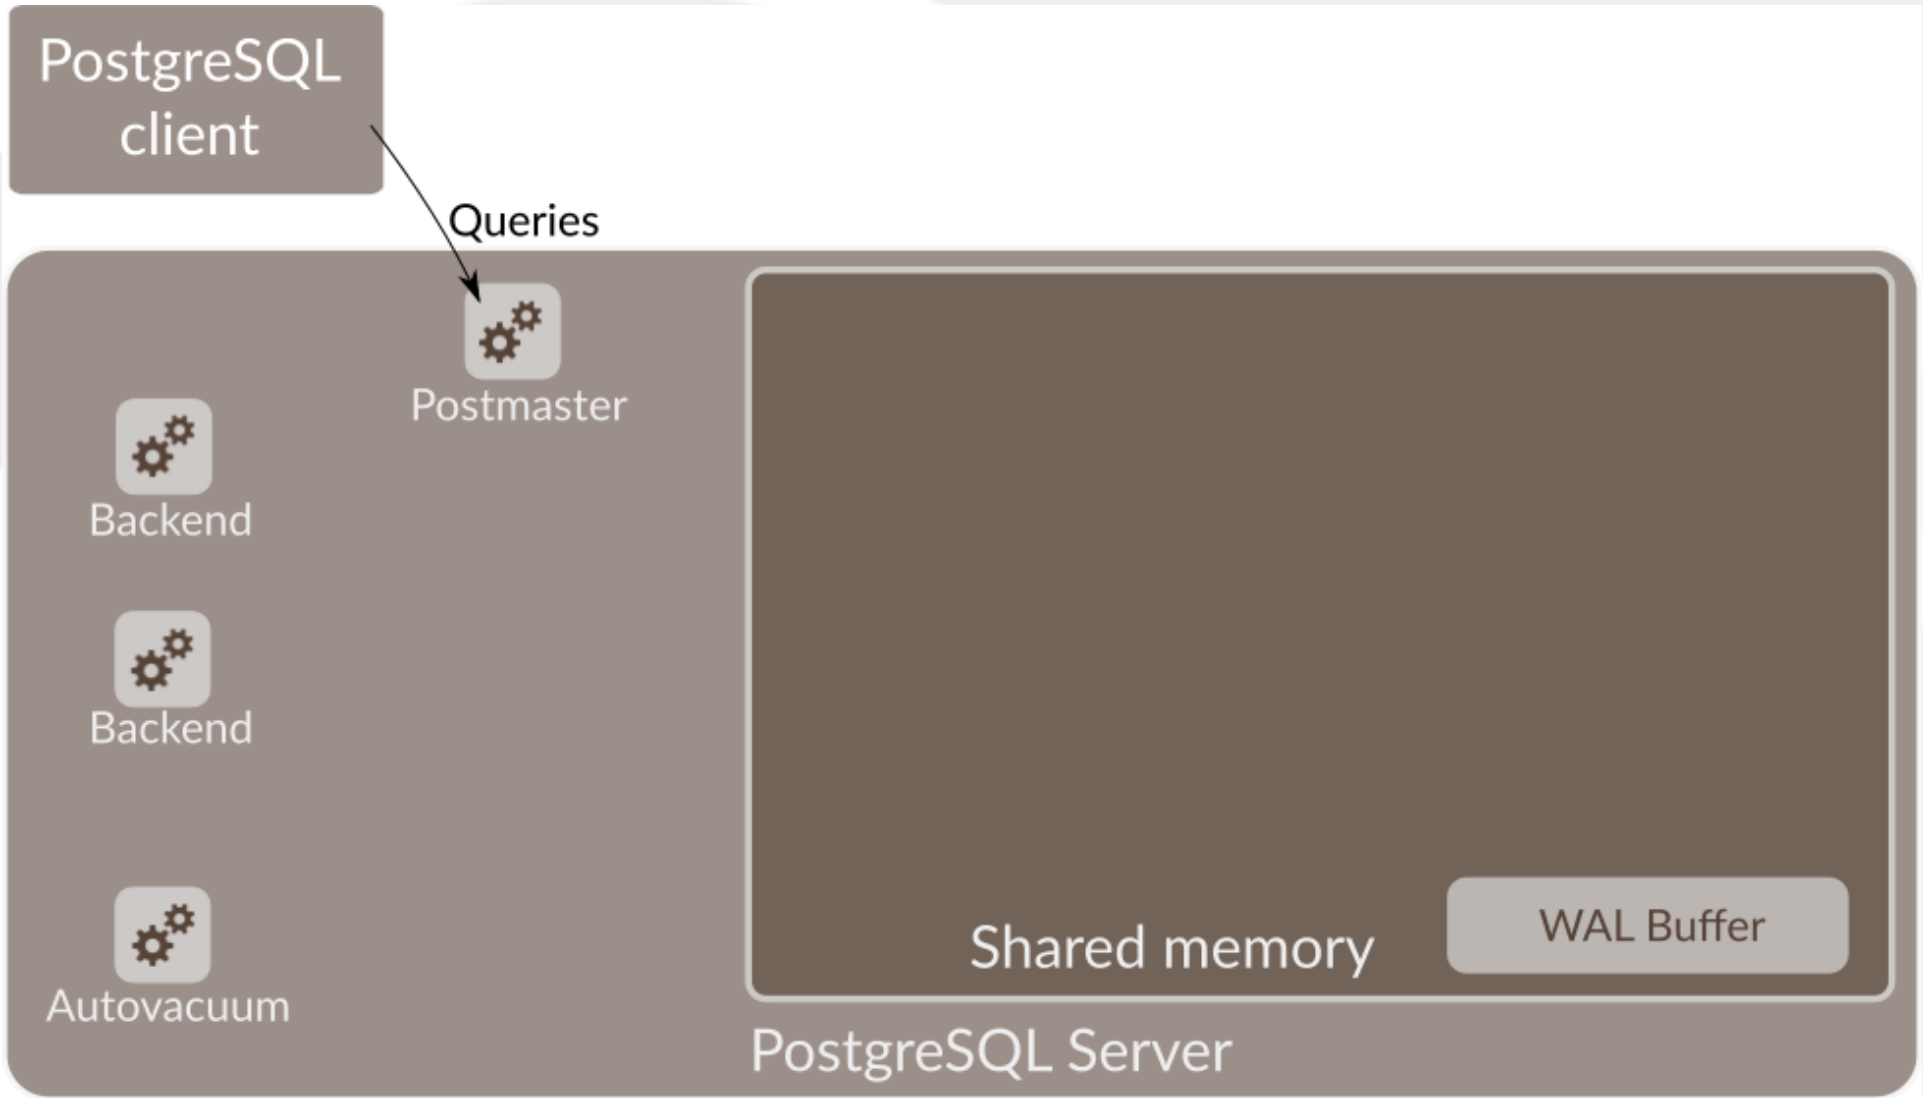 PostgreSQL
client
Queries
Postmaster
Backend
Backend
Autovacuum
Shared memory
WAL Buffer
PostgreSQL Server